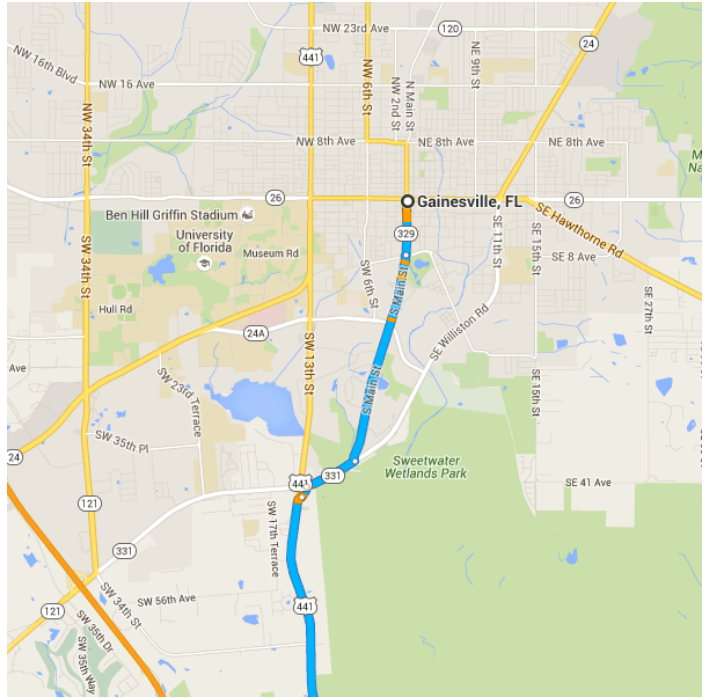 NW 23rd Ave
120
24
441
NW 16th Blvd
NW 16 Ave
NW 34th St
NW 6th St
NW 2nd St
N Main St
NE 9th St
NW 8th Ave
NE 8th Ave
NE 8th Ave
26
Gainesville, FL
26
Ben Hill Griffin Stadium
University
of Florida
Museum Rd
329
SE Hawthorne Rd
SE 11th St
SE 15th St
SE 8 Ave
SW 34th St
SW 6th St
S Main St
Hull Rd
24A
SW 13th St
SE Williston Rd
SE 27th St
Ave
SW 23rd Terrace
S Main St
SE 15th St
SW 35th Pl
24
Sweetwater
Wetlands Park
441
331
SE 41 Ave
121
SW 17th Terrace
331
SW 34th St
SW 56th Ave
121
441
SW 35th Dr
SW 35th Way